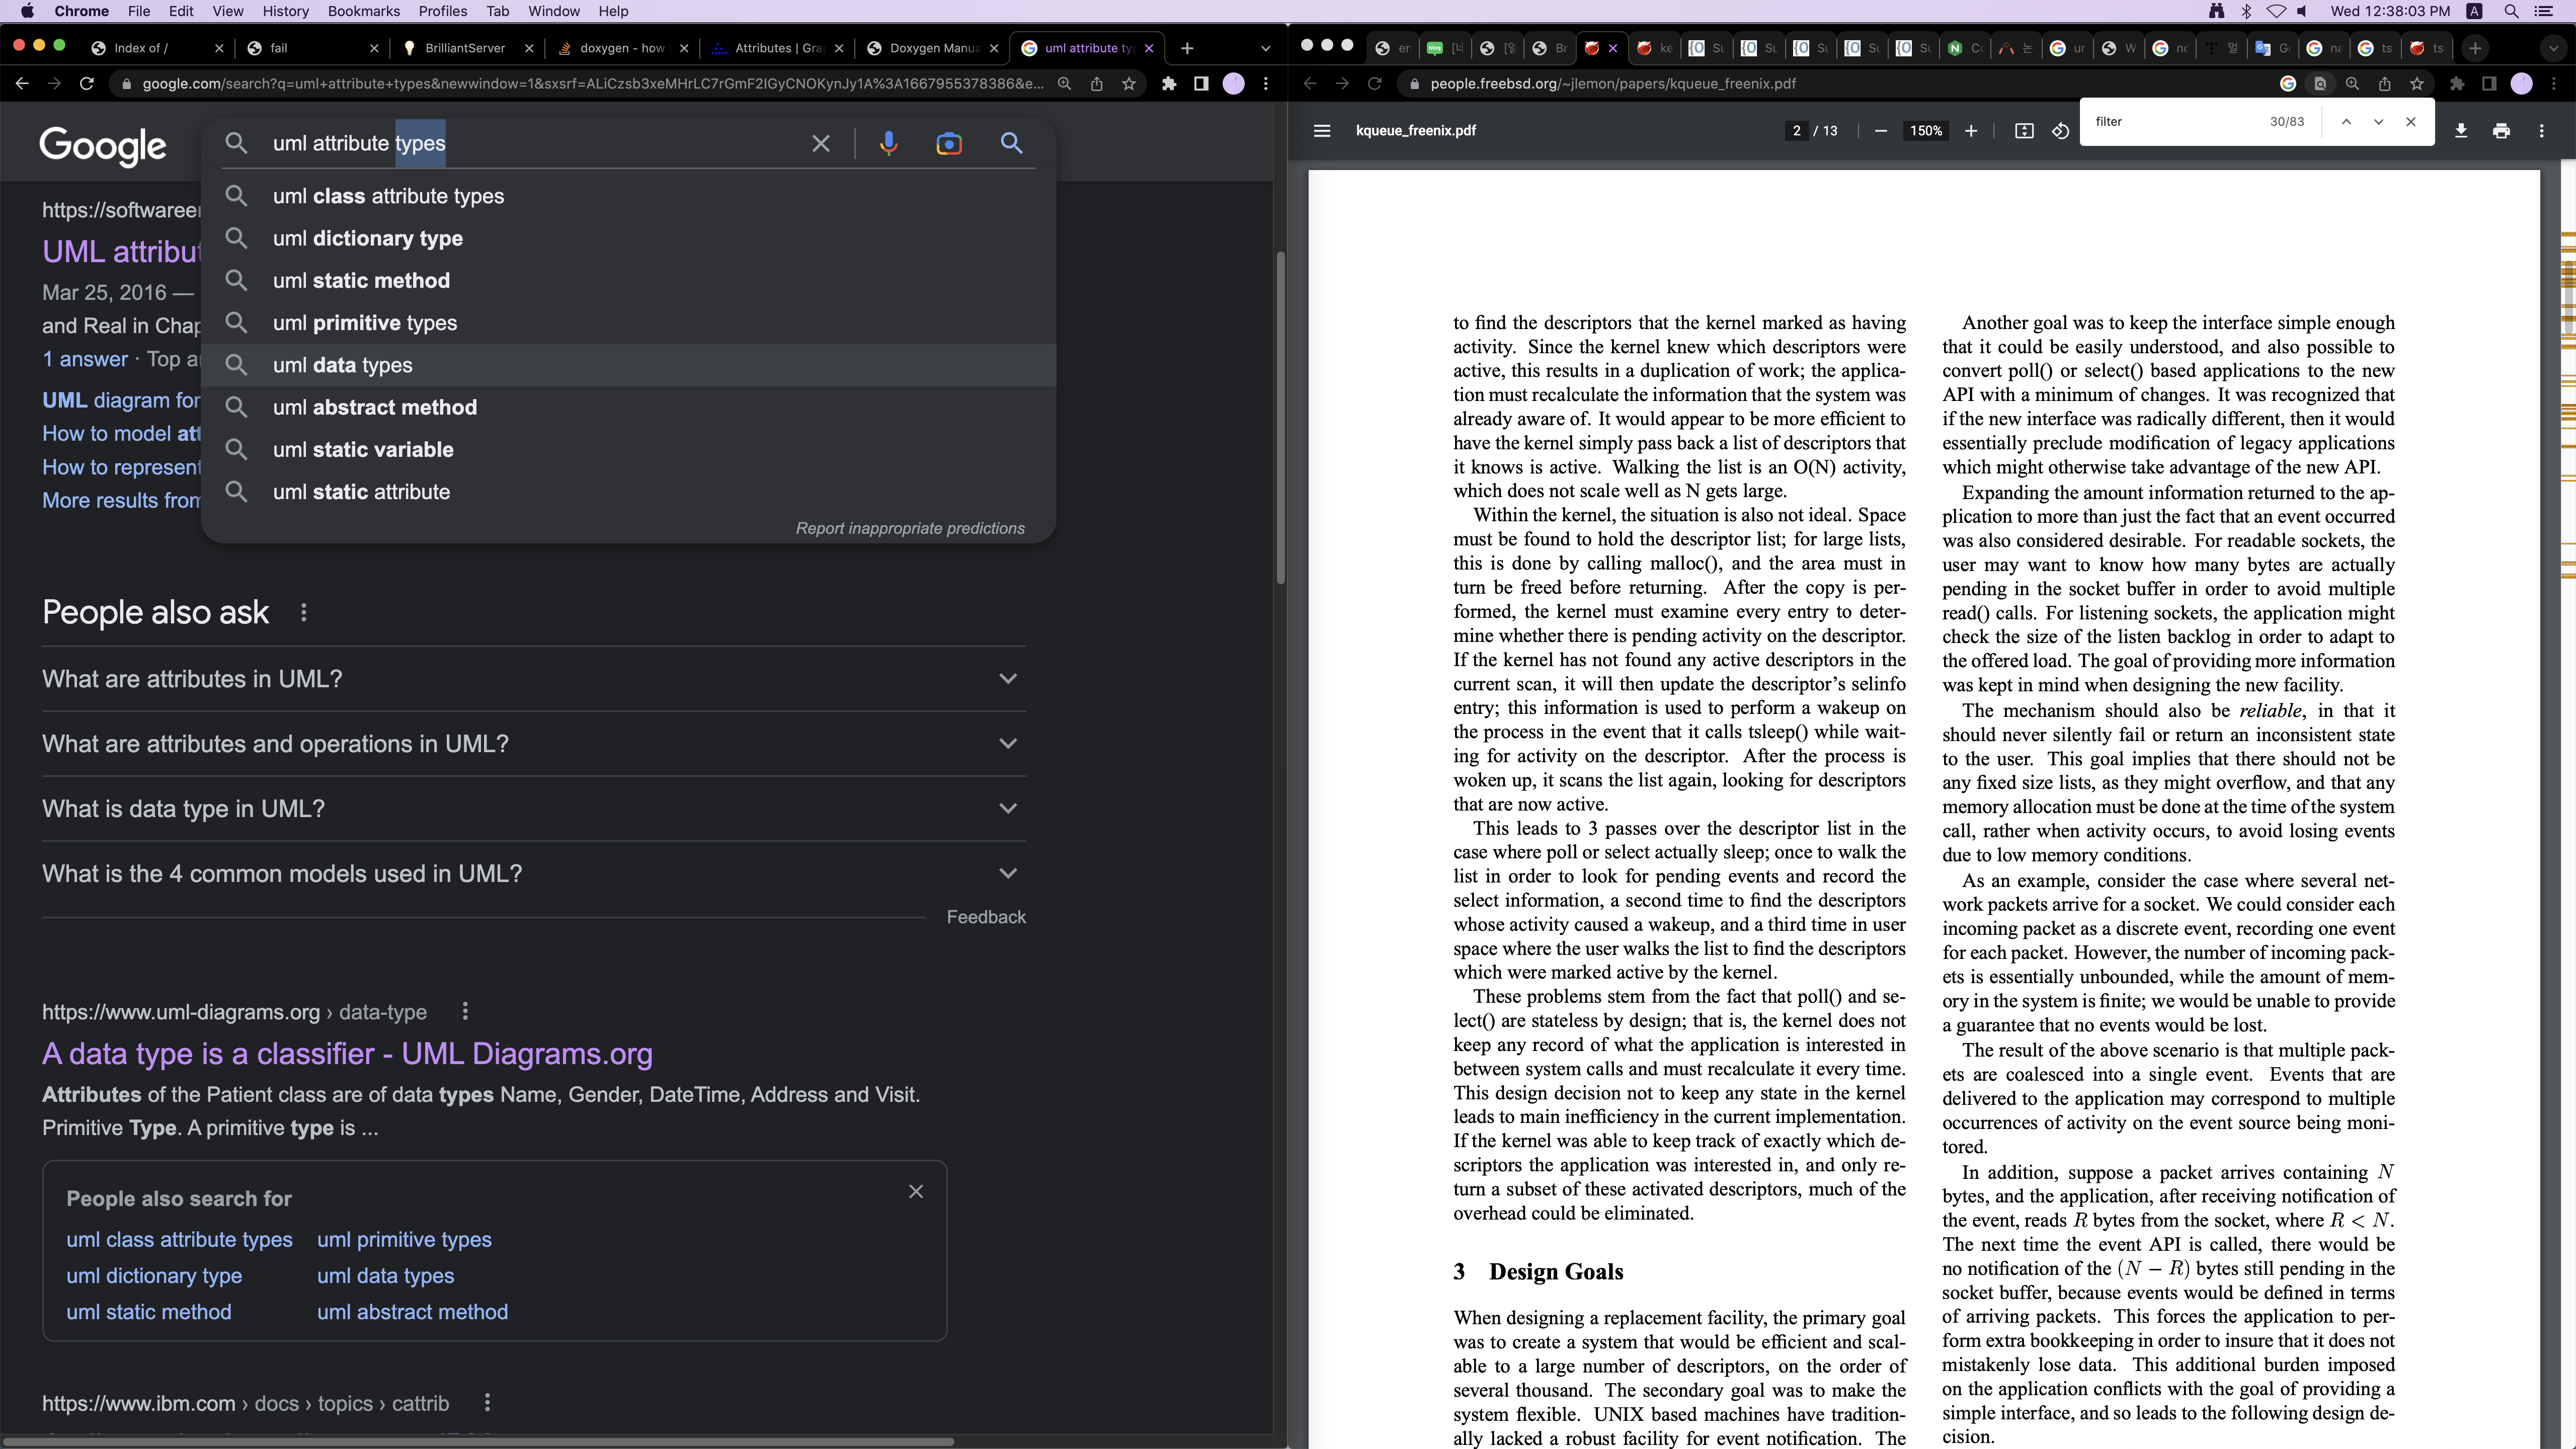 Chrome File Edit View History Bookmarks Profiles Tab Window Help
Wed 12:38:03 PM A
Index of /
fail
BrilliantServer
doxygen - how
Attributes | Gra
Doxygen Manua
uml attribute ty
google.com/search?q=uml+attribute+types&newwindow=1&sxsrf=ALiCzsb3xeMHrLC7rGmF2IGyCNOKynJy1A%3A1667955378386&e...
Google
uml attribute types
uml class attribute types
uml dictionary type
uml static method
uml primitive types
uml data types
uml abstract method
uml static variable
uml static attribute
Report inappropriate predictions
https://softwareer
UML attribut
Mar 25, 2016 —
and Real in Chap
1 answer · Top a
UML diagram for
How to model att
How to represent
More results from
People also ask
What are attributes in UML?
What are attributes and operations in UML?
What is data type in UML?
What is the 4 common models used in UML?
Feedback
https://www.uml-diagrams.org › data-type
A data type is a classifier - UML Diagrams.org
Attributes of the Patient class are of data types Name, Gender, DateTime, Address and Visit.
Primitive Type. A primitive type is ...
People also search for
uml class attribute types uml primitive types
uml dictionary type uml data types
uml static method uml abstract method
https://www.ibm.com › docs › topics › cattrib
people.freebsd.org/~jlemon/papers/kqueue_freenix.pdf
kqueue_freenix.pdf
2 / 13
150%
filter 30/83
to find the descriptors that the kernel marked as having
activity. Since the kernel knew which descriptors were
active, this results in a duplication of work; the applica-
tion must recalculate the information that the system was
already aware of. It would appear to be more efficient to
have the kernel simply pass back a list of descriptors that
it knows is active. Walking the list is an O(N) activity,
which does not scale well as N gets large.
Within the kernel, the situation is also not ideal. Space
must be found to hold the descriptor list; for large lists,
this is done by calling malloc(), and the area must in
turn be freed before returning. After the copy is per-
formed, the kernel must examine every entry to deter-
mine whether there is pending activity on the descriptor.
If the kernel has not found any active descriptors in the
current scan, it will then update the descriptor's selinfo
entry; this information is used to perform a wakeup on
the process in the event that it calls tsleep() while wait-
ing for activity on the descriptor. After the process is
woken up, it scans the list again, looking for descriptors
that are now active.
This leads to 3 passes over the descriptor list in the
case where poll or select actually sleep; once to walk the
list in order to look for pending events and record the
select information, a second time to find the descriptors
whose activity caused a wakeup, and a third time in user
space where the user walks the list to find the descriptors
which were marked active by the kernel.
These problems stem from the fact that poll() and se-
lect() are stateless by design; that is, the kernel does not
keep any record of what the application is interested in
between system calls and must recalculate it every time.
This design decision not to keep any state in the kernel
leads to main inefficiency in the current implementation.
If the kernel was able to keep track of exactly which de-
scriptors the application was interested in, and only re-
turn a subset of these activated descriptors, much of the
overhead could be eliminated.
3 Design Goals
When designing a replacement facility, the primary goal
was to create a system that would be efficient and scal-
able to a large number of descriptors, on the order of
several thousand. The secondary goal was to make the
system flexible. UNIX based machines have tradition-
ally lacked a robust facility for event notification. The
Another goal was to keep the interface simple enough
that it could be easily understood, and also possible to
convert poll() or select() based applications to the new
API with a minimum of changes. It was recognized that
if the new interface was radically different, then it would
essentially preclude modification of legacy applications
which might otherwise take advantage of the new API.
Expanding the amount information returned to the ap-
plication to more than just the fact that an event occurred
was also considered desirable. For readable sockets, the
user may want to know how many bytes are actually
pending in the socket buffer in order to avoid multiple
read() calls. For listening sockets, the application might
check the size of the listen backlog in order to adapt to
the offered load. The goal of providing more information
was kept in mind when designing the new facility.
The mechanism should also be reliable, in that it
should never silently fail or return an inconsistent state
to the user. This goal implies that there should not be
any fixed size lists, as they might overflow, and that any
memory allocation must be done at the time of the system
call, rather when activity occurs, to avoid losing events
due to low memory conditions.
As an example, consider the case where several net-
work packets arrive for a socket. We could consider each
incoming packet as a discrete event, recording one event
for each packet. However, the number of incoming pack-
ets is essentially unbounded, while the amount of mem-
ory in the system is finite; we would be unable to provide
a guarantee that no events would be lost.
The result of the above scenario is that multiple pack-
ets are coalesced into a single event. Events that are
delivered to the application may correspond to multiple
occurrences of activity on the event source being moni-
tored.
In addition, suppose a packet arrives containing N
bytes, and the application, after receiving notification of
the event, reads R bytes from the socket, where R < N.
The next time the event API is called, there would be
no notification of the (N − R) bytes still pending in the
socket buffer, because events would be defined in terms
of arriving packets. This forces the application to per-
form extra bookkeeping in order to insure that it does not
mistakenly lose data. This additional burden imposed
on the application conflicts with the goal of providing a
simple interface, and so leads to the following design de-
cision.